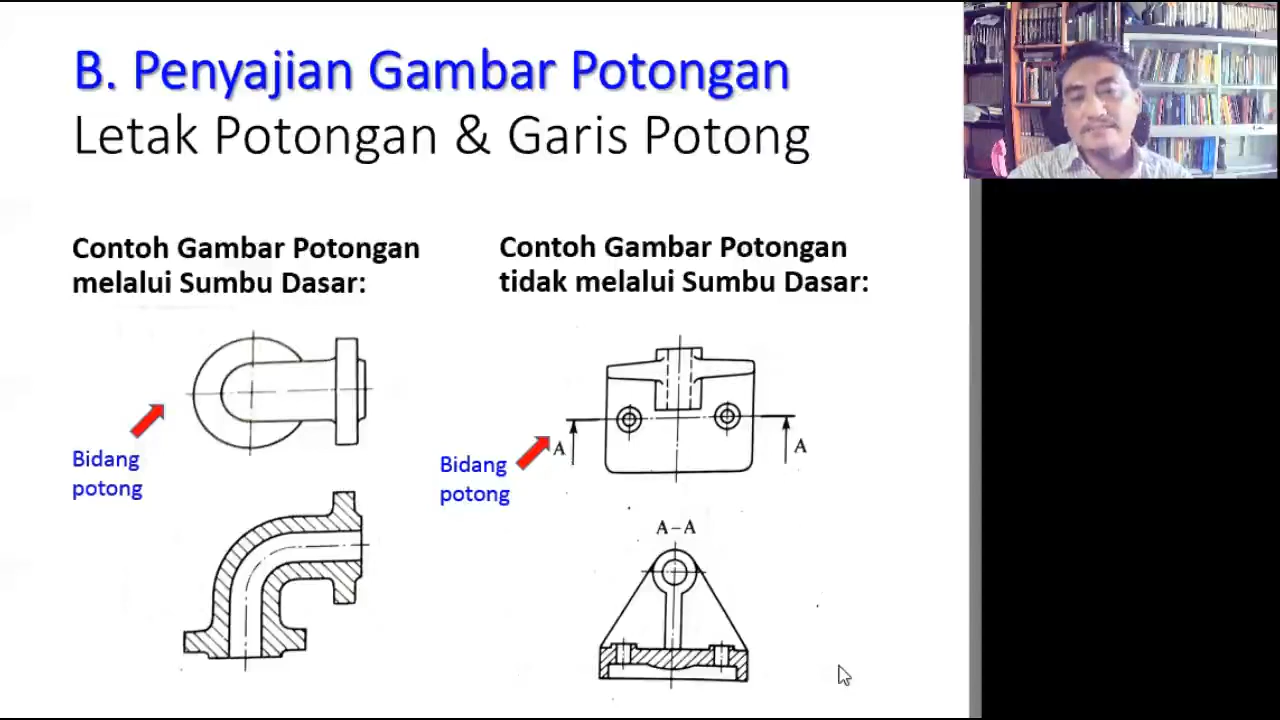 B. Penyajian Gambar Potongan
Letak Potongan & Garis Potong
Contoh Gambar Potongan
melalui Sumbu Dasar:
Bidang
potong
Contoh Gambar Potongan
tidak melalui Sumbu Dasar:
Bidang
potong
A
A
A–A